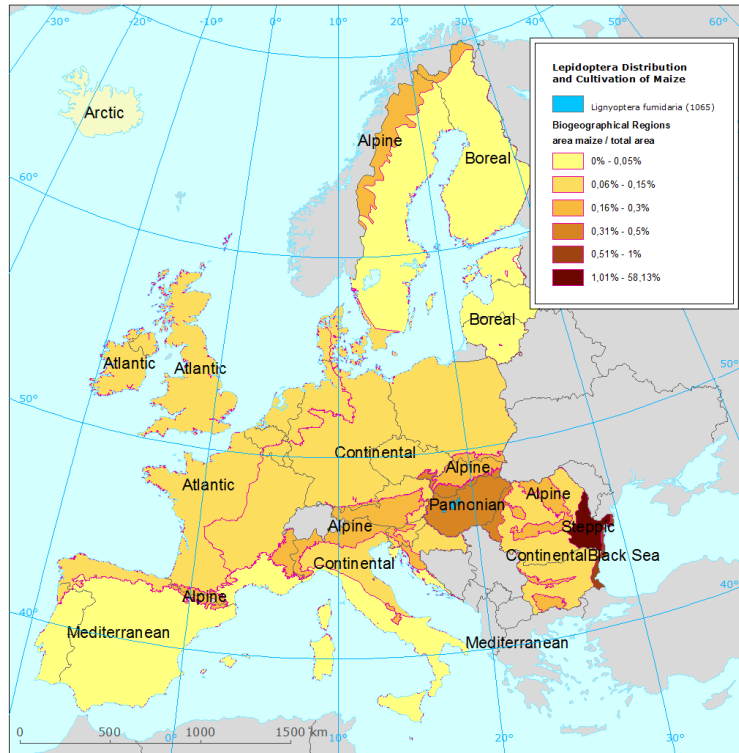 -30°
-20°
-10°
0°
10°
20°
30°
40°
50°
60°
Lepidoptera Distribution
and Cultivation of Maize
Lignyoptera fumidaria (1065)
Biogeographical Regions
area maize / total area
0% - 0,05%
0,06% - 0,15%
0,16% - 0,3%
0,31% - 0,5%
0,51% - 1%
1,01% - 58,13%
Arctic
Alpine
Boreal
60°
60°
Boreal
Atlantic
Atlantic
50°
50°
Continental
Alpine
Atlantic
Alpine
Pannonian
Alpine
Steppic
Continental
Continental
Black Sea
Alpine
40°
40°
Mediterranean
Mediterranean
0 500 1000 1500 km
0°
10°
20°
30°